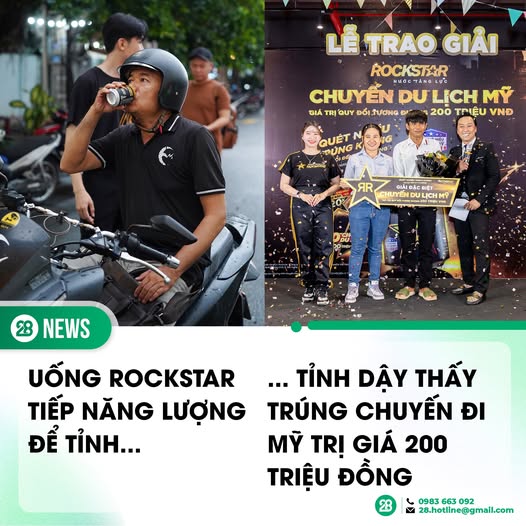 LỄ TRAO GIẢI
ROCKSTAR
NƯỚC TĂNG LỰC
CHUYẾN DU LỊCH MỸ
200 TRIỆU VNĐ
GIẢI ĐẶC BIỆT
CHUYẾN DU LỊCH MỸ
28 NEWS
UỐNG ROCKSTAR
TIẾP NĂNG LƯỢNG
ĐỂ TỈNH...
... TỈNH DẬY THẤY
TRÚNG CHUYẾN ĐI
MỸ TRỊ GIÁ 200
TRIỆU ĐỒNG
28
0983 663 092
28.hotline@gmail.com